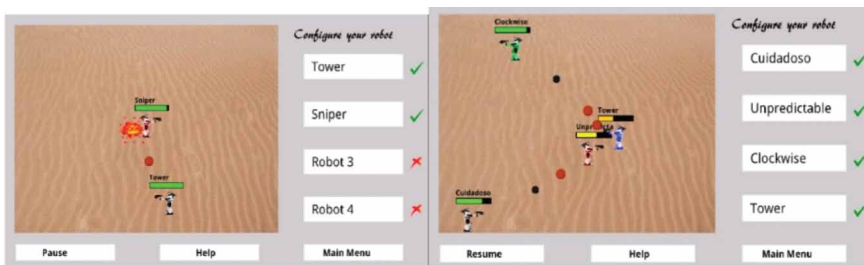 Configure your robot
Sniper
Tower
Tower
Sniper
Robot 3
Robot 4
Pause
Help
Main Menu
Configure your robot
Clockwise
Tower
Unpredicta
Cuidadoso
Cuidadoso
Unpredictable
Clockwise
Tower
Resume
Help
Main Menu